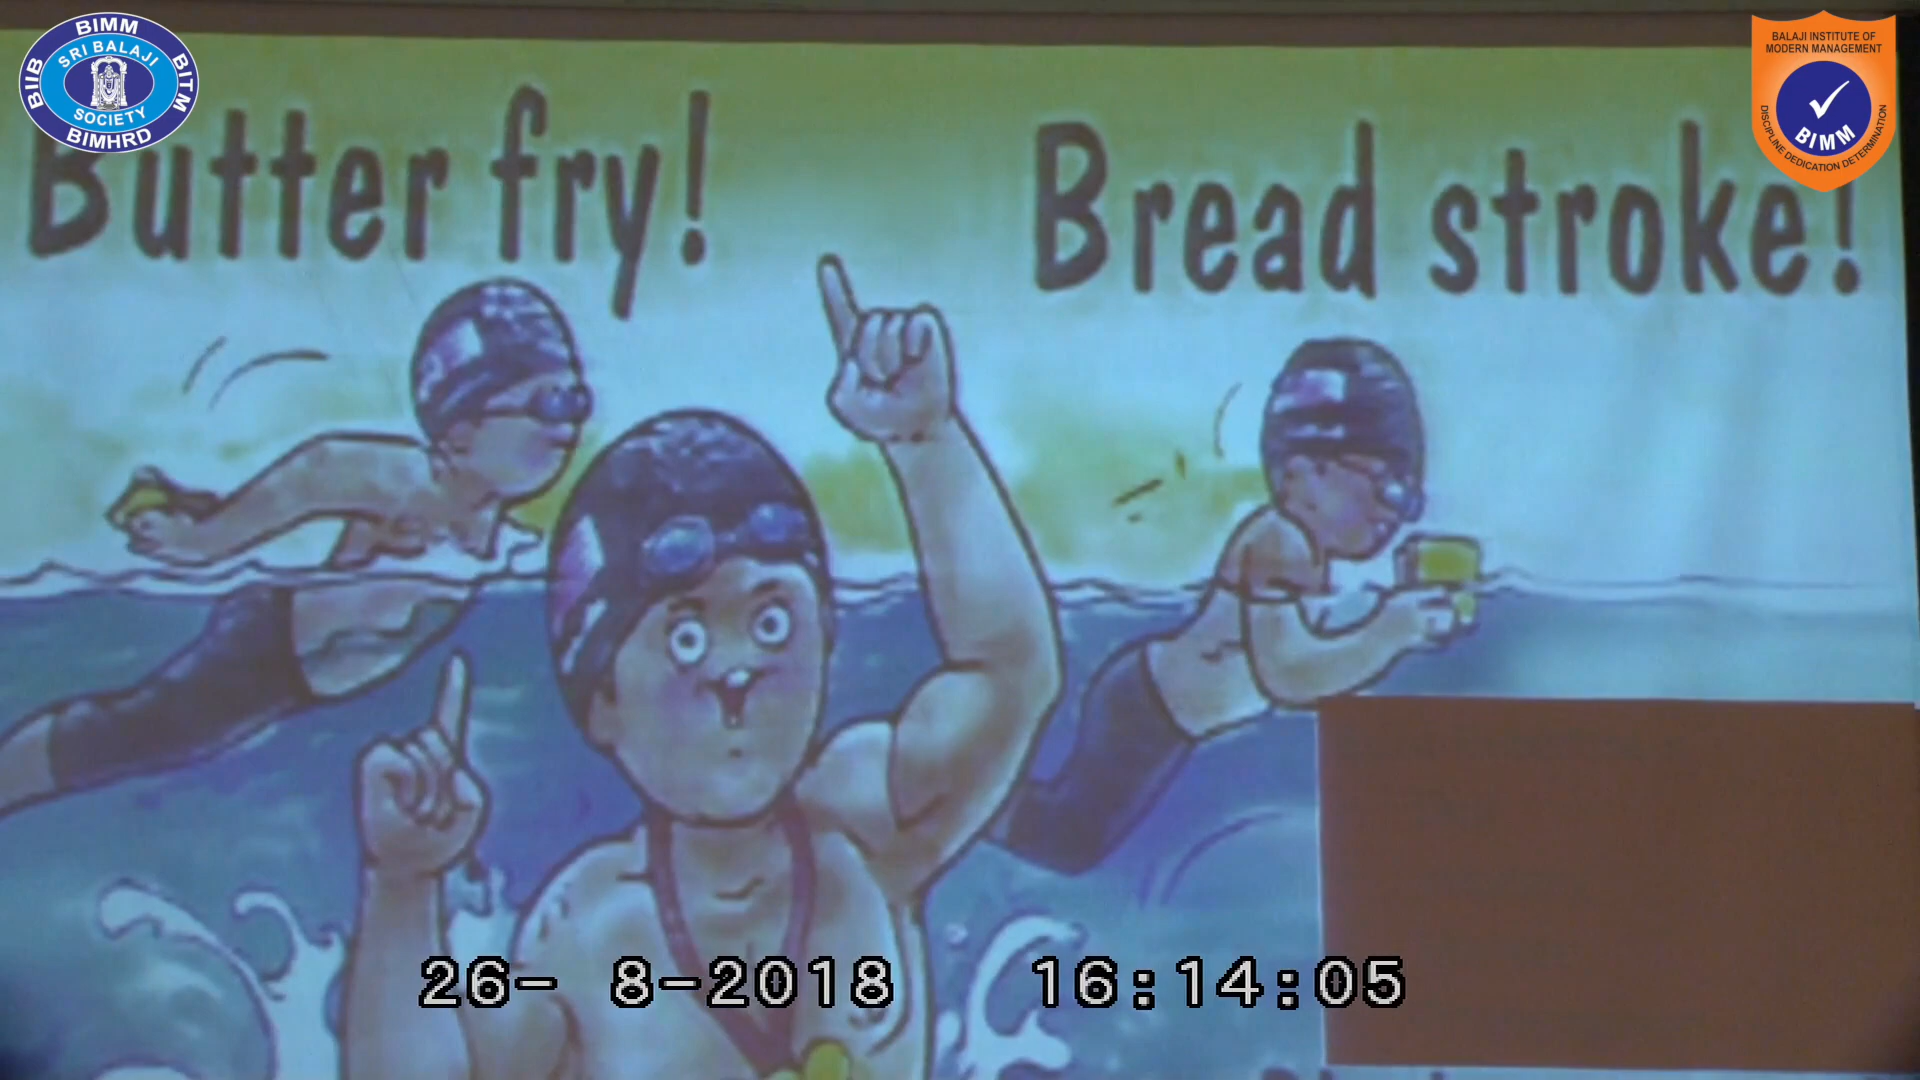 BIMM
SRI BALAJI
BIIB
BITM
SOCIETY
BIMHRD
BALAJI INSTITUTE OF
MODERN MANAGEMENT
BIMM
DISCIPLINE DEDICATION DETERMINATION
Butter fry!
Bread stroke!
26- 8-2018 16:14:05